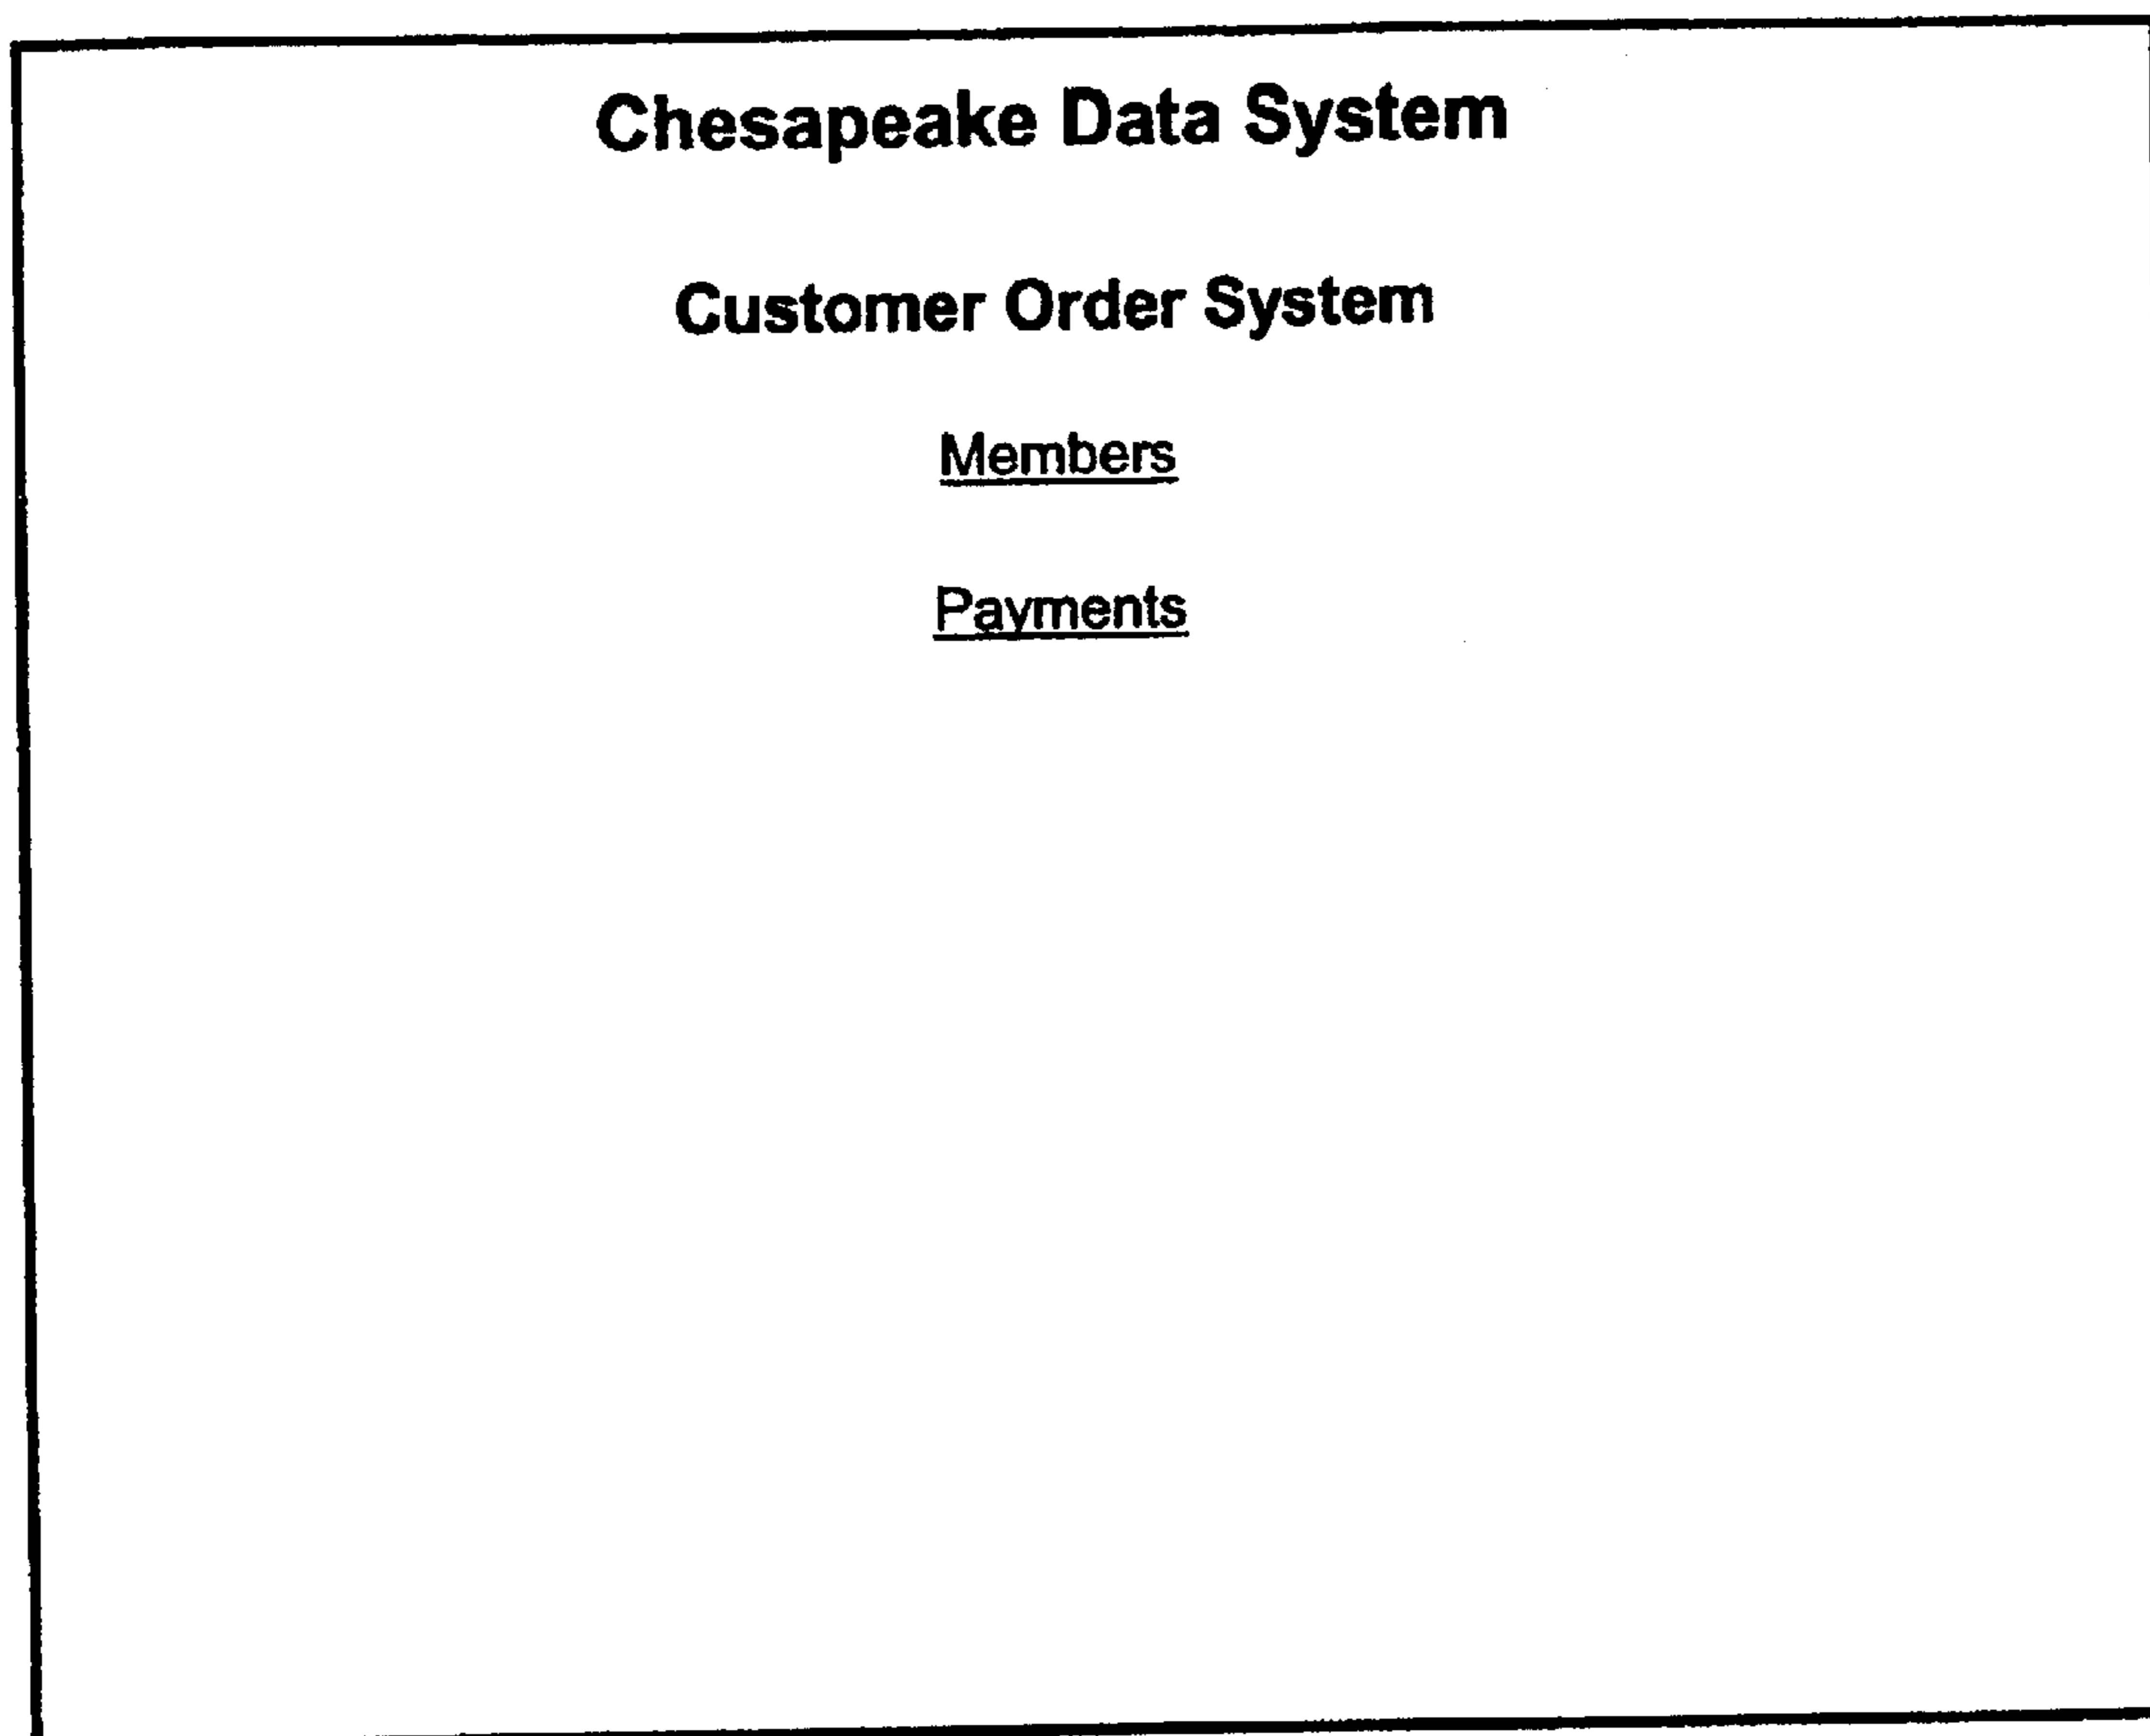 Chesapeake Data System
Customer Order System
Members
Payments